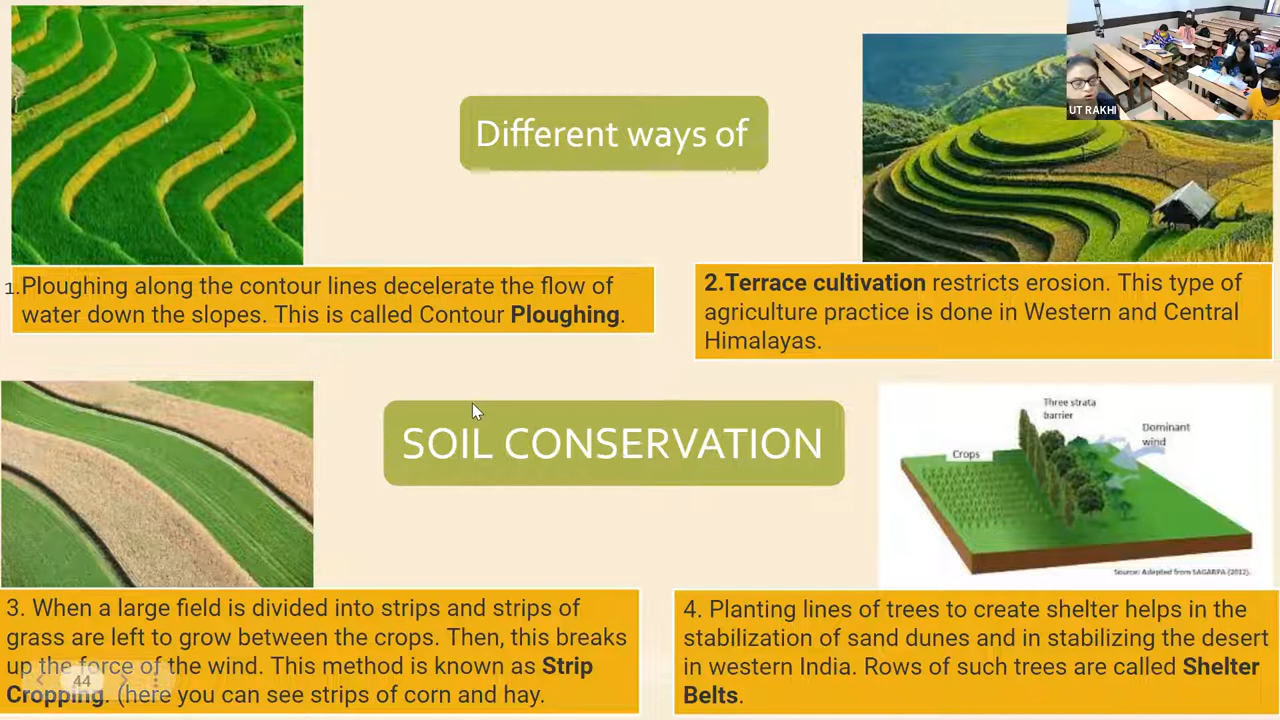 Different ways of
UT RAKHI
1.Ploughing along the contour lines decelerate the flow of
water down the slopes. This is called Contour Ploughing.
2.Terrace cultivation restricts erosion. This type of
agriculture practice is done in Western and Central
Himalayas.
SOIL CONSERVATION
Three strata
barrier
Dominant
wind
Crops
Source: Adapted from SAGARPA (2012).
3. When a large field is divided into strips and strips of
grass are left to grow between the crops. Then, this breaks
up the force of the wind. This method is known as Strip
Cropping. (here you can see strips of corn and hay.
44
4. Planting lines of trees to create shelter helps in the
stabilization of sand dunes and in stabilizing the desert
in western India. Rows of such trees are called Shelter
Belts.